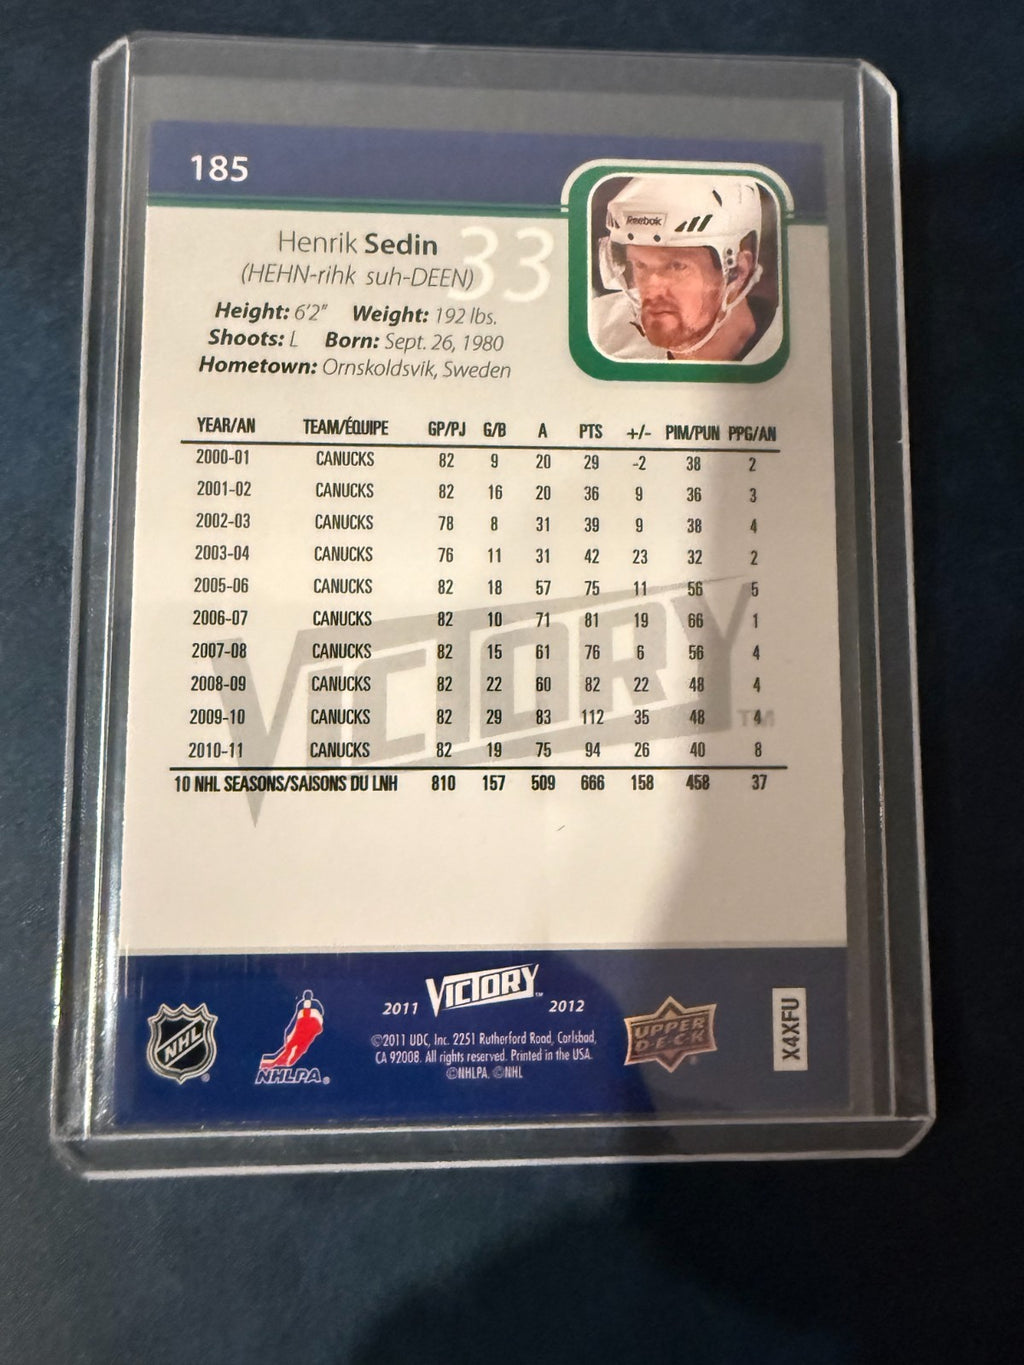 185
Reebok
33
Henrik Sedin
(HEHN-rihk suh-DEEN)
Height: 6'2" Weight: 192 lbs.
Shoots: L Born: Sept. 26, 1980
Hometown: Ornskoldsvik, Sweden
YEAR/AN TEAM/ÉQUIPE GP/PJ G/B A PTS +/- PIM/PUN PPG/AN
2000-01 CANUCKS 82 9 20 29 -2 38 2
2001-02 CANUCKS 82 16 20 36 9 36 3
2002-03 CANUCKS 78 8 31 39 9 38 4
2003-04 CANUCKS 76 11 31 42 23 32 2
2005-06 CANUCKS 82 18 57 75 11 56 5
2006-07 CANUCKS 82 10 71 81 19 66 1
2007-08 CANUCKS 82 15 61 76 6 56 4
2008-09 CANUCKS 82 22 60 82 22 48 4
2009-10 CANUCKS 82 29 83 112 35 48 4
2010-11 CANUCKS 82 19 75 94 26 40 8
10 NHL SEASONS/SAISONS DU LNH 810 157 509 666 158 458 37
VICTORY TM
NHL
NHLPA
2011 VICTORY TM 2012
©2011 UDC, Inc. 2251 Rutherford Road, Carlsbad,
CA 92008. All rights reserved. Printed in the USA.
©NHLPA. ©NHL
UPPER
DECK
X4XFU